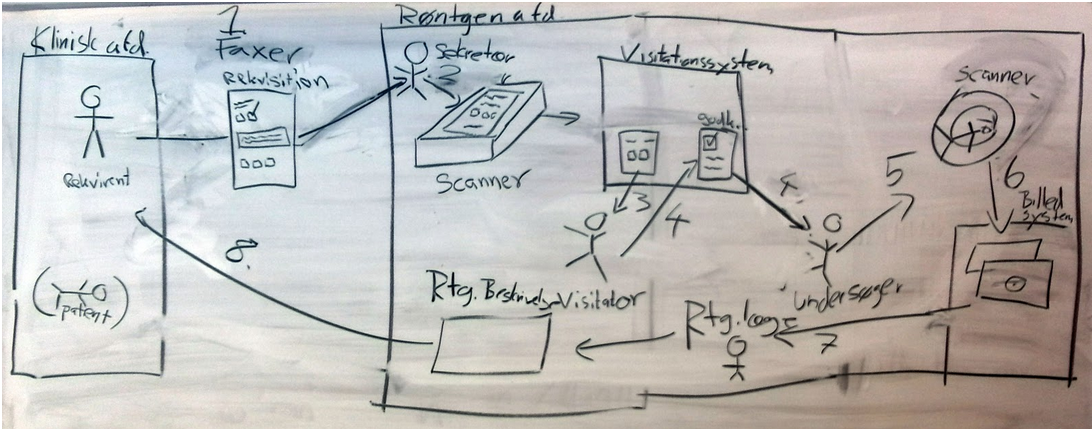 Klinisk afd.
1
Faxer
Rekvisition
Rekvirent
(patient)
Røntgen afd.
Sekretær
2
Scanner
Visitationssystem
godk.
3
4
Visitator
4.
Undersøger
5
Scanner
6
Billed
system
7
Rtg. læge
Rtg. Beskrivelse
8.